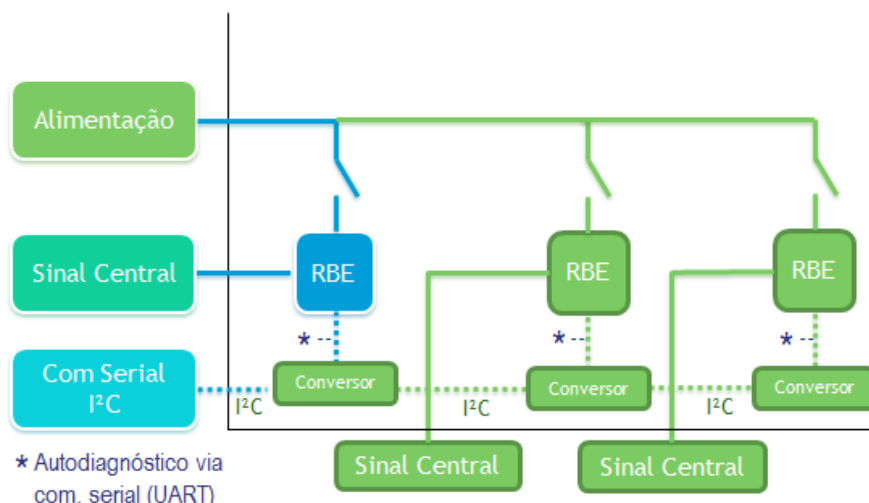 Alimentação
Sinal Central
RBE
RBE
RBE
* --
* --
* --
Com Serial
I²C
Conversor
Conversor
Conversor
I²C
I²C
I²C
Sinal Central
Sinal Central
* Autodiagnóstico via
com. serial (UART)